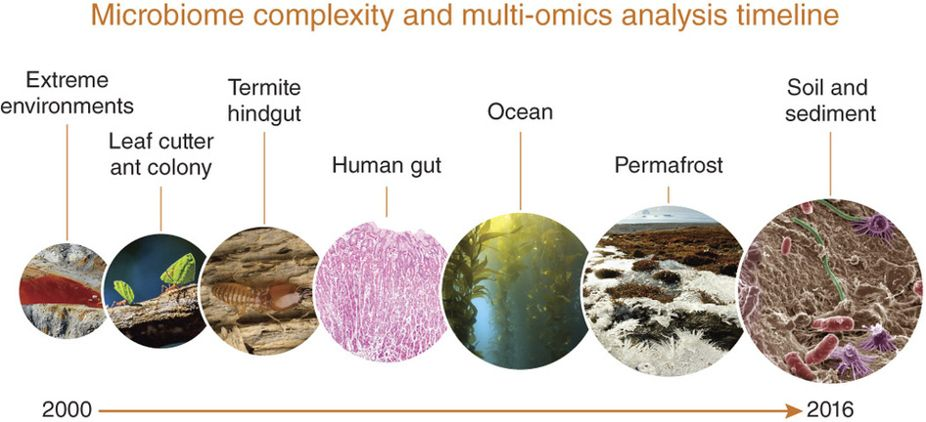 Microbiome complexity and multi-omics analysis timeline
Extreme
environments
Leaf cutter
ant colony
Termite
hindgut
Human gut
Ocean
Permafrost
Soil and
sediment
2000
2016